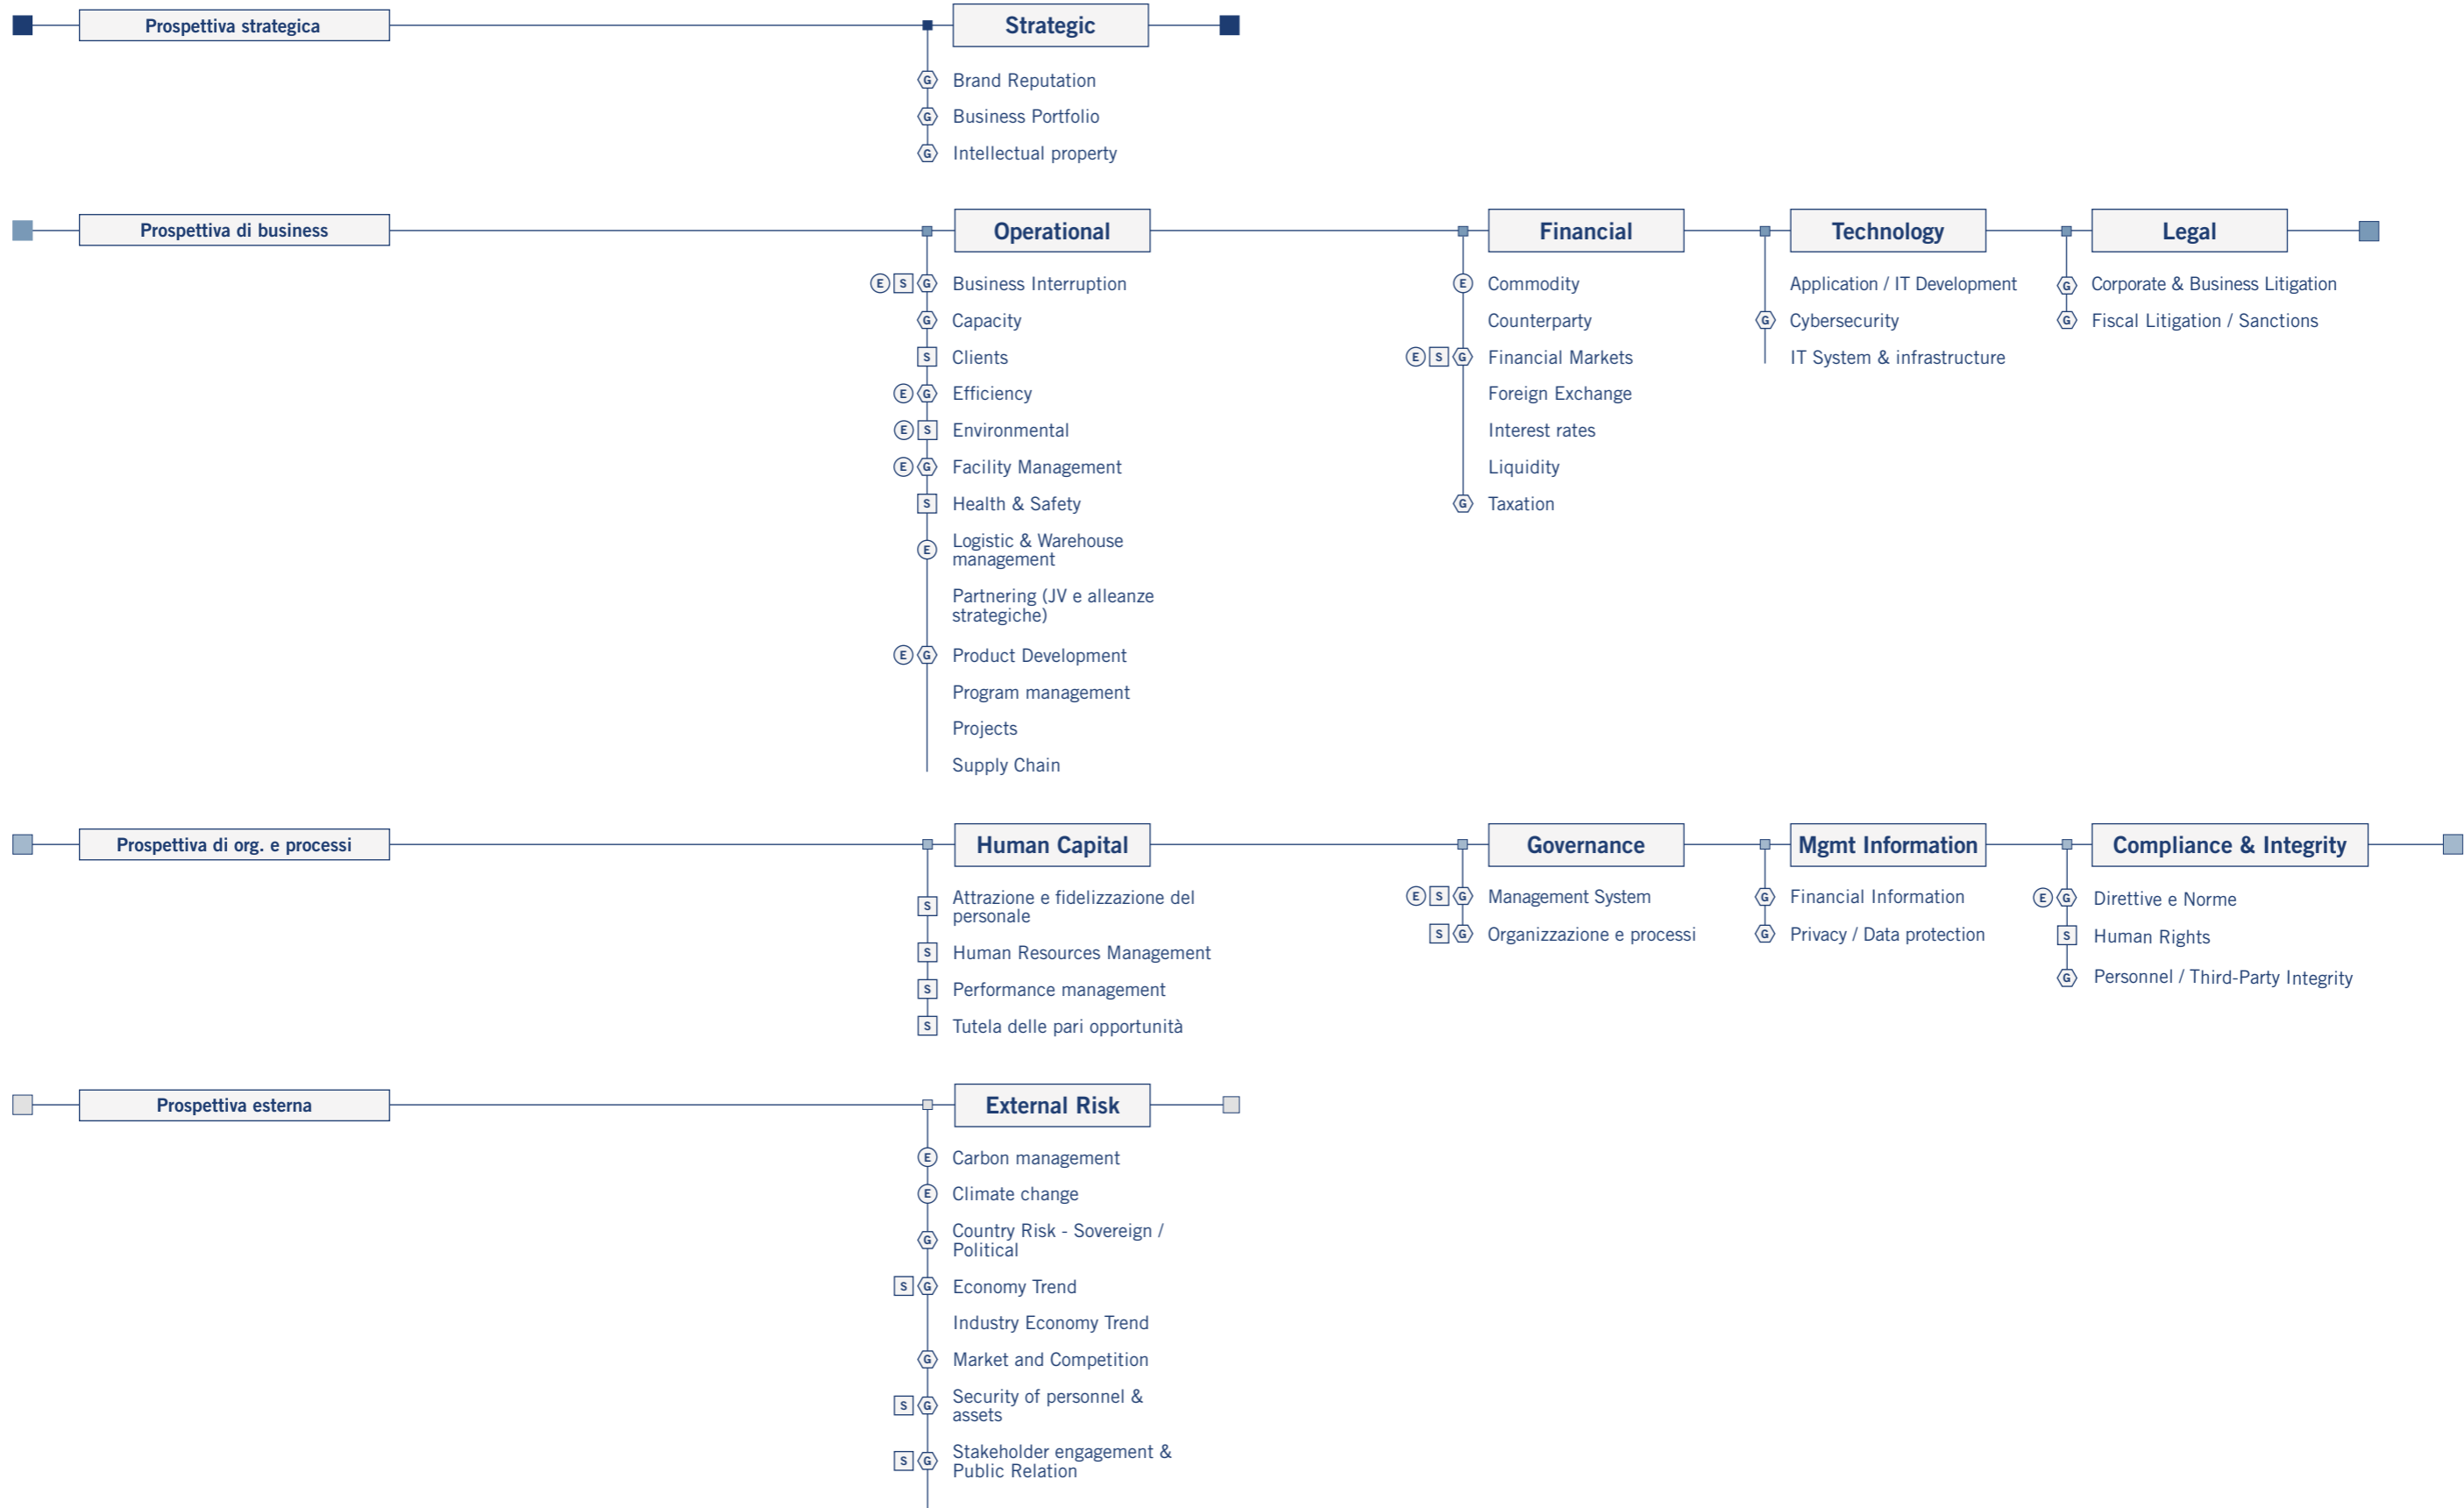 Prospettiva strategica
Strategic
G Brand Reputation
G Business Portfolio
G Intellectual property
Prospettiva di business
Operational
E S G Business Interruption
G Capacity
S Clients
E G Efficiency
E S Environmental
E G Facility Management
S Health & Safety
E Logistic & Warehouse
management
Partnering (JV e alleanze
strategiche)
E G Product Development
Program management
Projects
Supply Chain
Financial
E Commodity
Counterparty
E S G Financial Markets
Foreign Exchange
Interest rates
Liquidity
G Taxation
Technology
Application / IT Development
G Cybersecurity
IT System & infrastructure
Legal
G Corporate & Business Litigation
G Fiscal Litigation / Sanctions
Prospettiva di org. e processi
Human Capital
S Attrazione e fidelizzazione del
personale
S Human Resources Management
S Performance management
S Tutela delle pari opportunità
Governance
E S G Management System
S G Organizzazione e processi
Mgmt Information
G Financial Information
G Privacy / Data protection
Compliance & Integrity
E G Direttive e Norme
S Human Rights
G Personnel / Third-Party Integrity
Prospettiva esterna
External Risk
E Carbon management
E Climate change
G Country Risk - Sovereign /
Political
S G Economy Trend
Industry Economy Trend
G Market and Competition
S G Security of personnel &
assets
S G Stakeholder engagement &
Public Relation